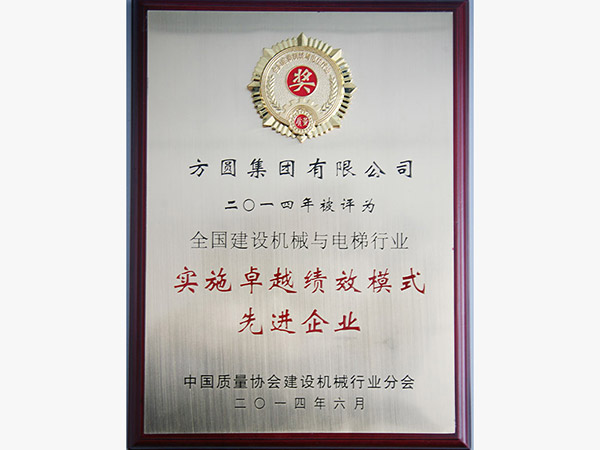 奖
质量
方圆集团有限公司
二〇一四年被评为
全国建设机械与电梯行业
实施卓越绩效模式
先进企业
中国质量协会建设机械行业分会
二〇一四年六月